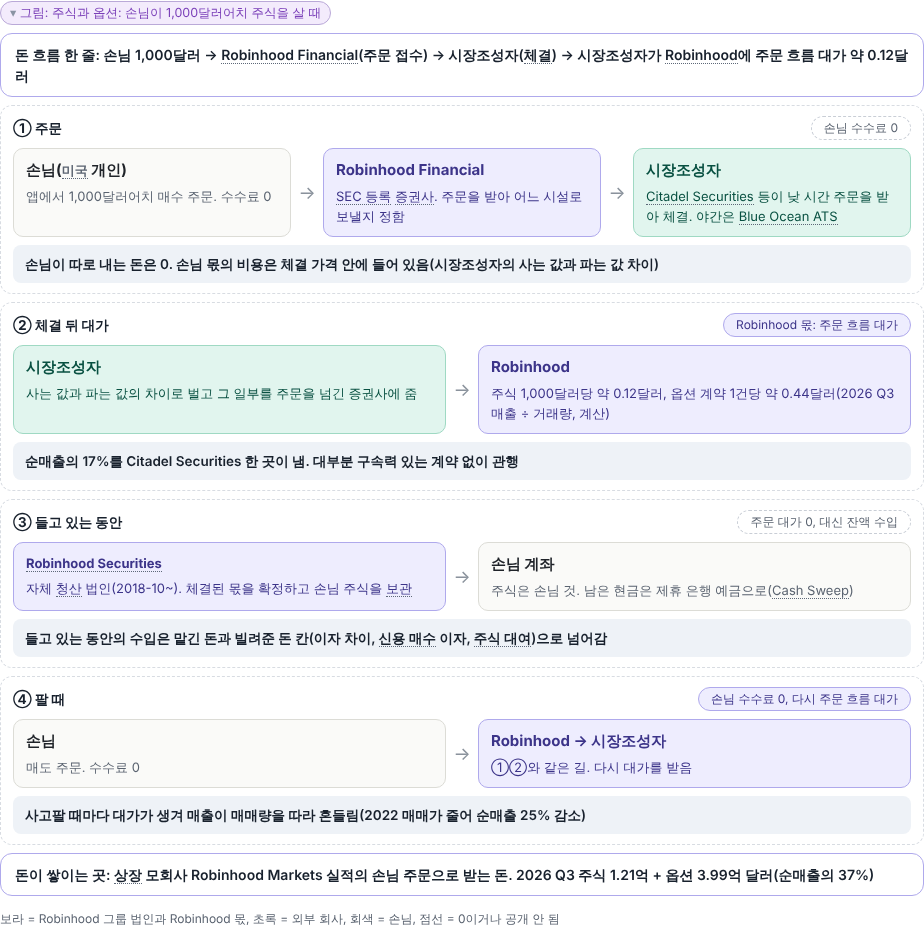 ▾ 그림: 주식과 옵션: 손님이 1,000달러어치 주식을 살 때
돈 흐름 한 줄: 손님 1,000달러 → Robinhood Financial(주문 접수) → 시장조성자(체결) → 시장조성자가 Robinhood에 주문 흐름 대가 약 0.12달
러
① 주문
손님 수수료 0
손님(미국 개인)
앱에서 1,000달러어치 매수 주문. 수수료 0
→
Robinhood Financial
SEC 등록 증권사. 주문을 받아 어느 시설로
보낼지 정함
→
시장조성자
Citadel Securities 등이 낮 시간 주문을 받
아 체결. 야간은 Blue Ocean ATS
손님이 따로 내는 돈은 0. 손님 몫의 비용은 체결 가격 안에 들어 있음(시장조성자의 사는 값과 파는 값 차이)
② 체결 뒤 대가
Robinhood 몫: 주문 흐름 대가
시장조성자
사는 값과 파는 값의 차이로 벌고 그 일부를 주문을 넘긴 증권사에 줌
→
Robinhood
주식 1,000달러당 약 0.12달러, 옵션 계약 1건당 약 0.44달러(2026 Q3
매출 ÷ 거래량, 계산)
순매출의 17%를 Citadel Securities 한 곳이 냄. 대부분 구속력 있는 계약 없이 관행
③ 들고 있는 동안
주문 대가 0, 대신 잔액 수입
Robinhood Securities
자체 청산 법인(2018-10~). 체결된 몫을 확정하고 손님 주식을 보관
→
손님 계좌
주식은 손님 것. 남은 현금은 제휴 은행 예금으로(Cash Sweep)
들고 있는 동안의 수입은 맡긴 돈과 빌려준 돈 칸(이자 차이, 신용 매수 이자, 주식 대여)으로 넘어감
④ 팔 때
손님 수수료 0, 다시 주문 흐름 대가
손님
매도 주문. 수수료 0
→
Robinhood → 시장조성자
①②와 같은 길. 다시 대가를 받음
사고팔 때마다 대가가 생겨 매출이 매매량을 따라 흔들림(2022 매매가 줄어 순매출 25% 감소)
돈이 쌓이는 곳: 상장 모회사 Robinhood Markets 실적의 손님 주문으로 받는 돈. 2026 Q3 주식 1.21억 + 옵션 3.99억 달러(순매출의 37%)
보라 = Robinhood 그룹 법인과 Robinhood 몫, 초록 = 외부 회사, 회색 = 손님, 점선 = 0이거나 공개 안 됨